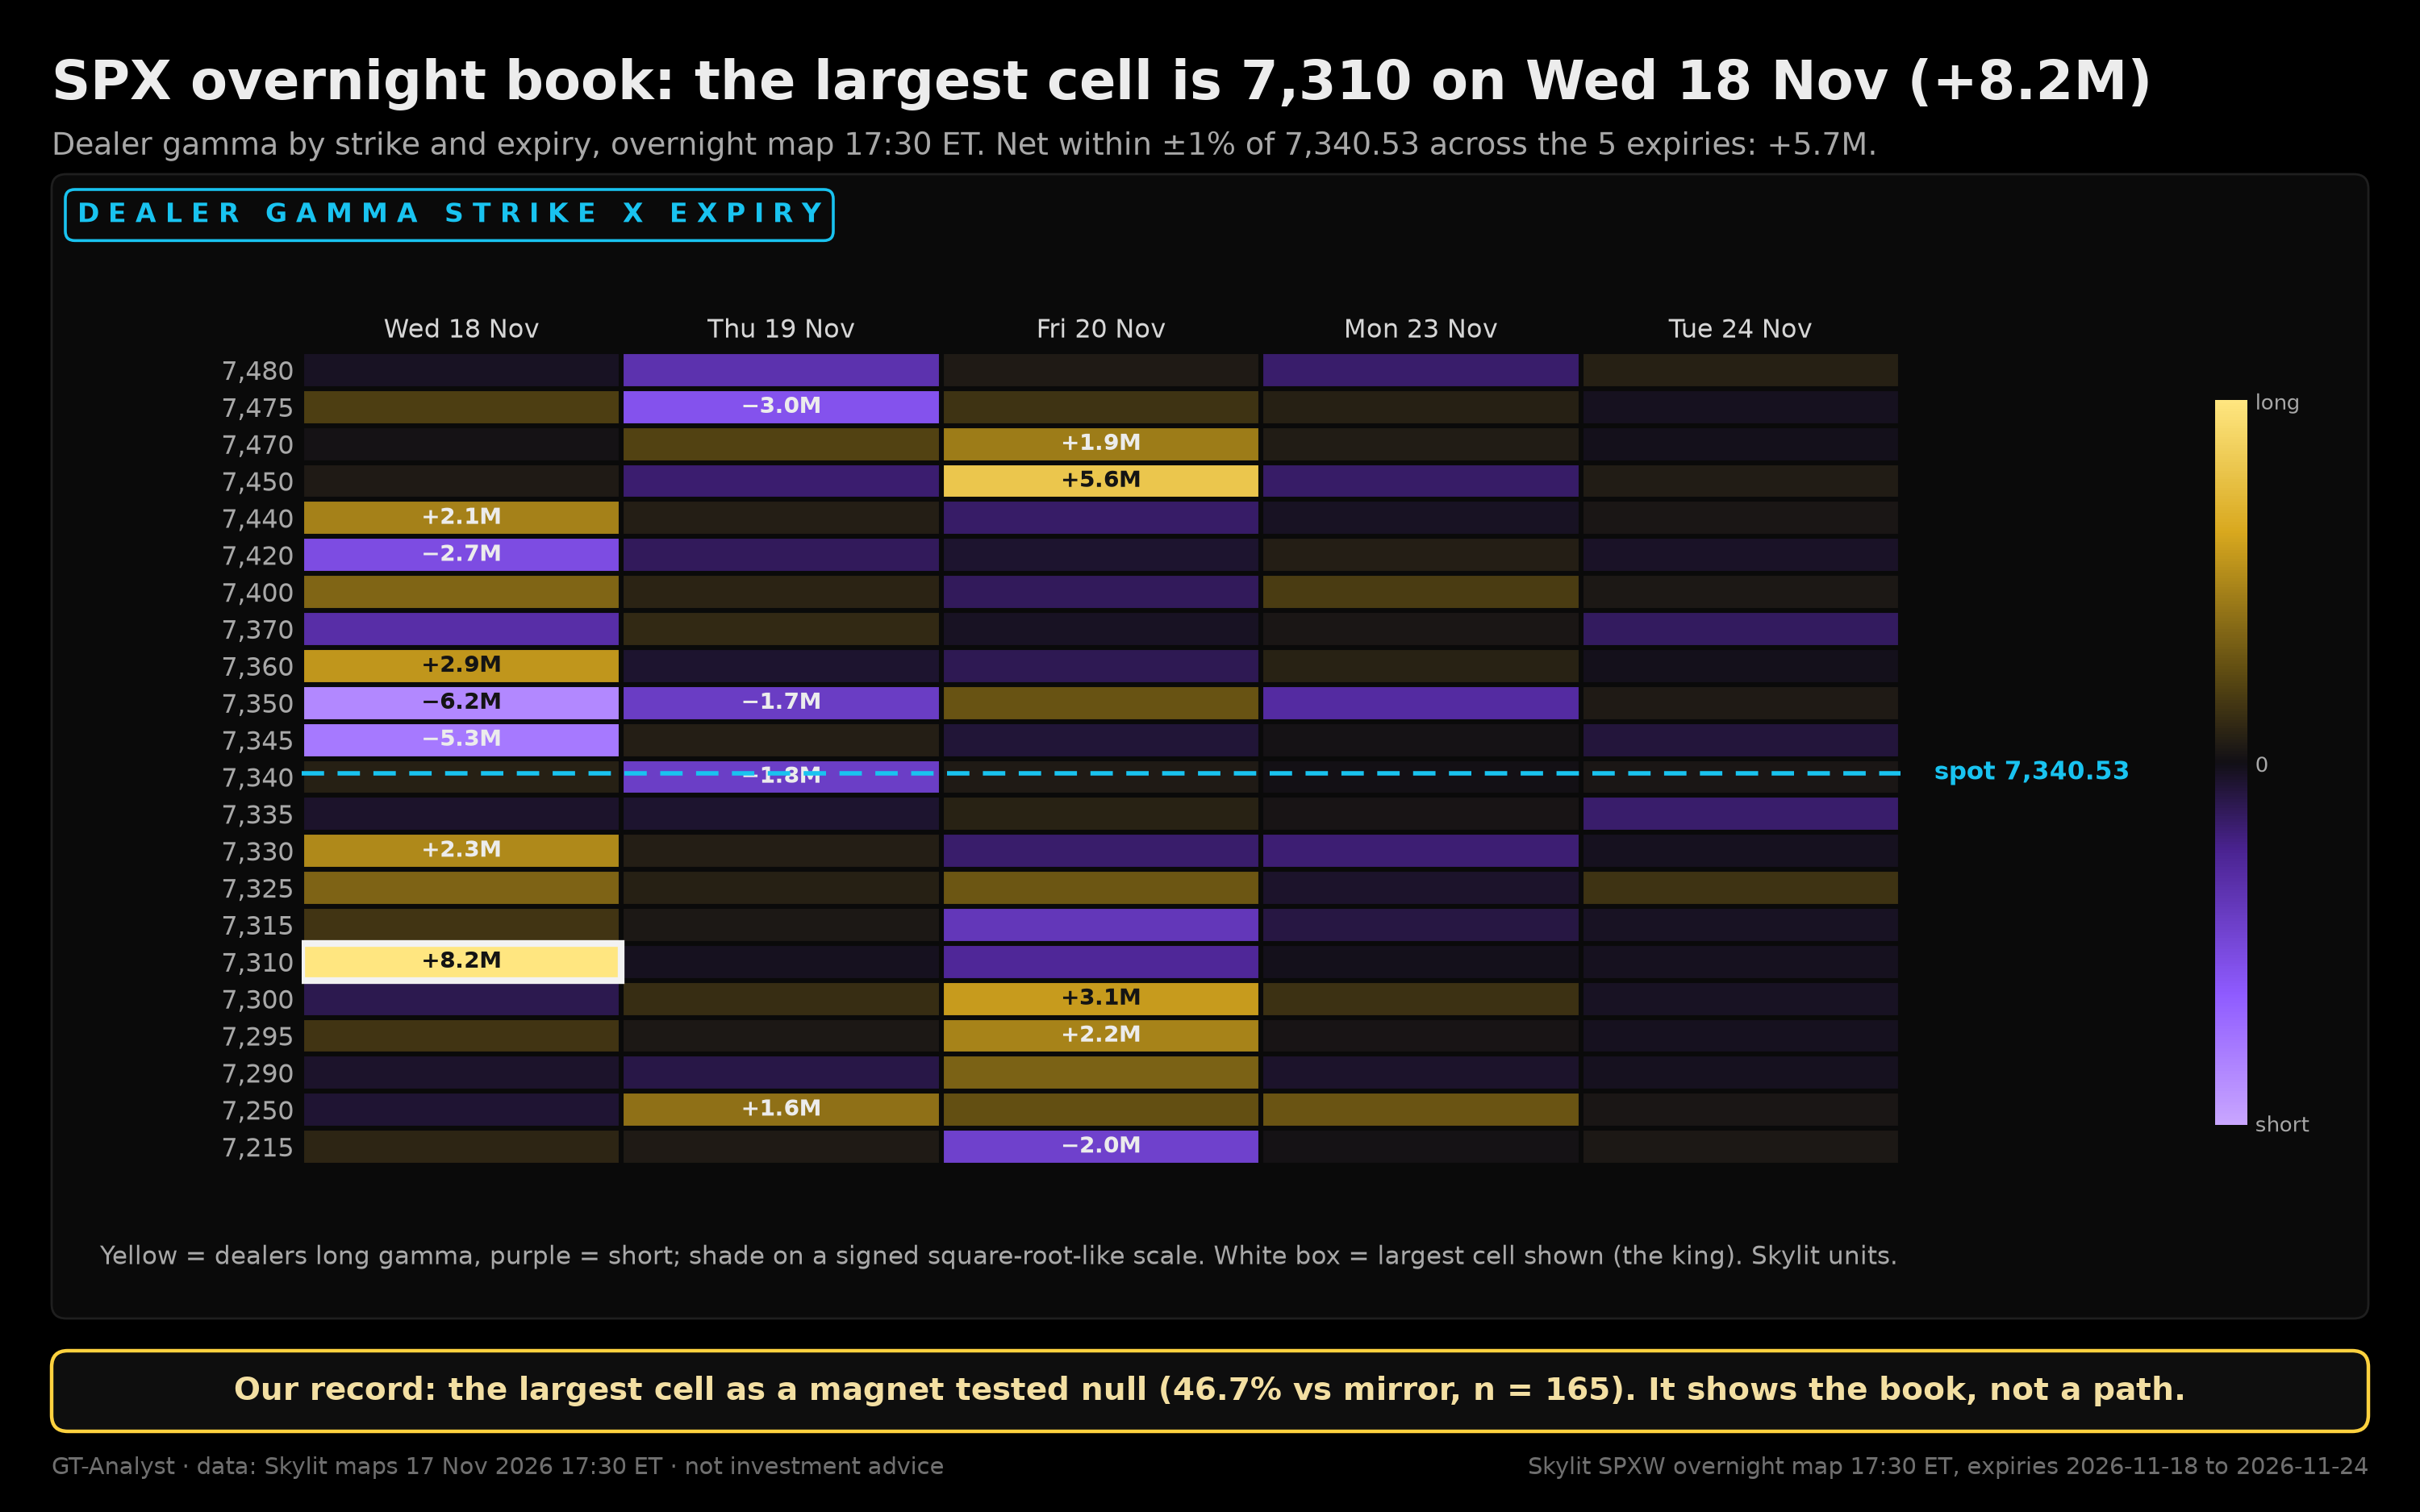 SPX overnight book: the largest cell is 7,310 on Wed 18 Nov (+8.2M)
Dealer gamma by strike and expiry, overnight map 17:30 ET. Net within ±1% of 7,340.53 across the 5 expiries: +5.7M.
DEALER GAMMA STRIKE X EXPIRY
Wed 18 Nov Thu 19 Nov Fri 20 Nov Mon 23 Nov Tue 24 Nov
7,480
7,475 −3.0M
7,470 +1.9M
7,450 +5.6M
7,440 +2.1M
7,420 −2.7M
7,400
7,370
7,360 +2.9M
7,350 −6.2M −1.7M
7,345 −5.3M
7,340 −1.8M spot 7,340.53
7,335
7,330 +2.3M
7,325
7,315
7,310 +8.2M
7,300 +3.1M
7,295 +2.2M
7,290
7,250 +1.6M
7,215 −2.0M
long
0
short
Yellow = dealers long gamma, purple = short; shade on a signed square-root-like scale. White box = largest cell shown (the king). Skylit units.
Our record: the largest cell as a magnet tested null (46.7% vs mirror, n = 165). It shows the book, not a path.
GT-Analyst · data: Skylit maps 17 Nov 2026 17:30 ET · not investment advice
Skylit SPXW overnight map 17:30 ET, expiries 2026-11-18 to 2026-11-24